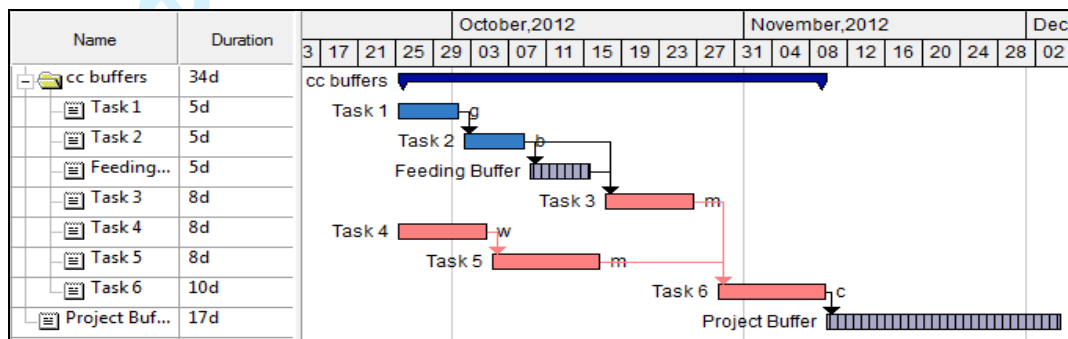 Name Duration October,2012 November,2012 Dec
3 17 21 25 29 03 07 11 15 19 23 27 31 04 08 12 16 20 24 28 02
cc buffers 34d cc buffers
Task 1 5d Task 1 g
Task 2 5d Task 2 b
Feeding... 5d Feeding Buffer
Task 3 8d Task 3 m
Task 4 8d Task 4 w
Task 5 8d Task 5 m
Task 6 10d Task 6 c
Project Buf... 17d Project Buffer